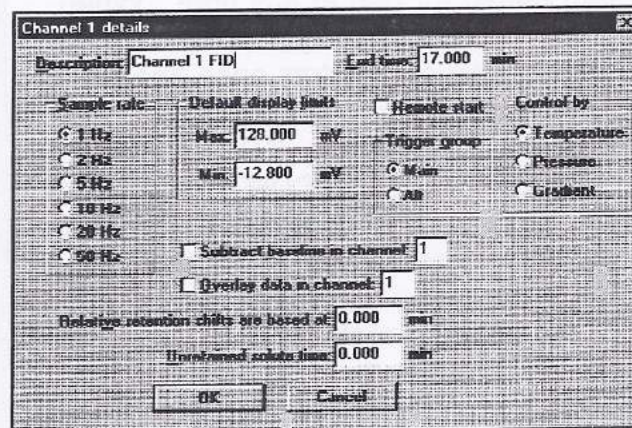 Channel 1 details
Description: Channel 1 FID End time: 17.000 min
Sample rate
1 Hz
2 Hz
5 Hz
10 Hz
20 Hz
50 Hz
Default display limits
Max: 128.000 mV
Min: -12.800 mV
Remote start
Trigger group
Main
All
Control by
Temperature
Pressure
Gradient
Subtract baseline in channel: 1
Overlay data in channel: 1
Relative retention shifts are based at: 0.000 min
Unretained solute time: 0.000 min
OK Cancel